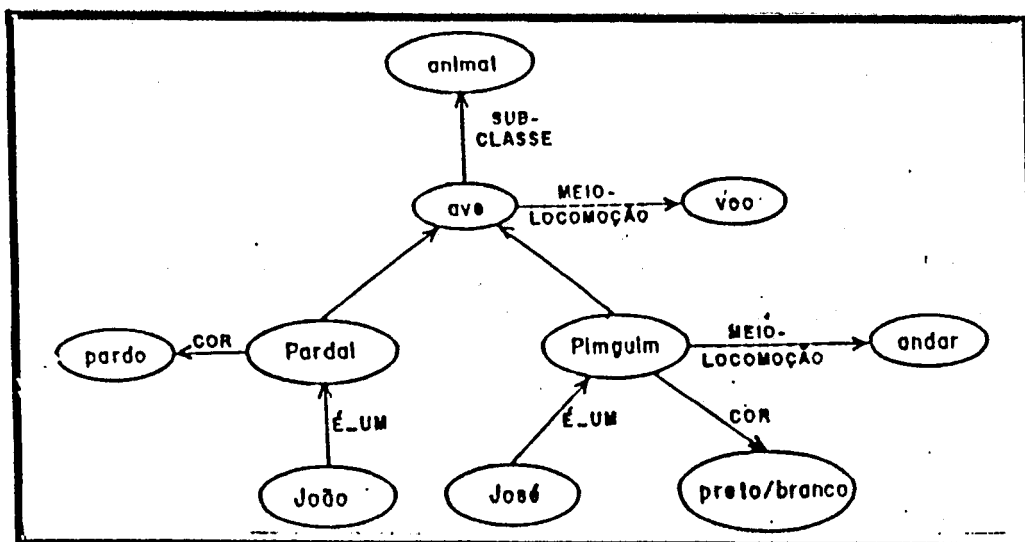 animal
SUB-
CLASSE
ave
MEIO-
LOCOMOÇÃO
voo
pardo
COR
Pardal
Pimguim
MEIO-
LOCOMOÇÃO
andar
É_UM
É_UM
COR
João
José
preto/branco